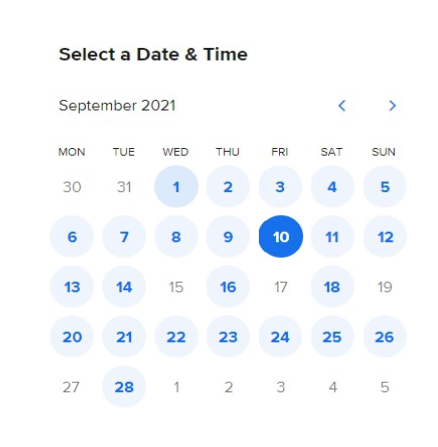 Select a Date & Time
September 2021
MON TUE WED THU FRI SAT SUN
30 31 1 2 3 4 5
6 7 8 9 10 11 12
13 14 15 16 17 18 19
20 21 22 23 24 25 26
27 28 1 2 3 4 5